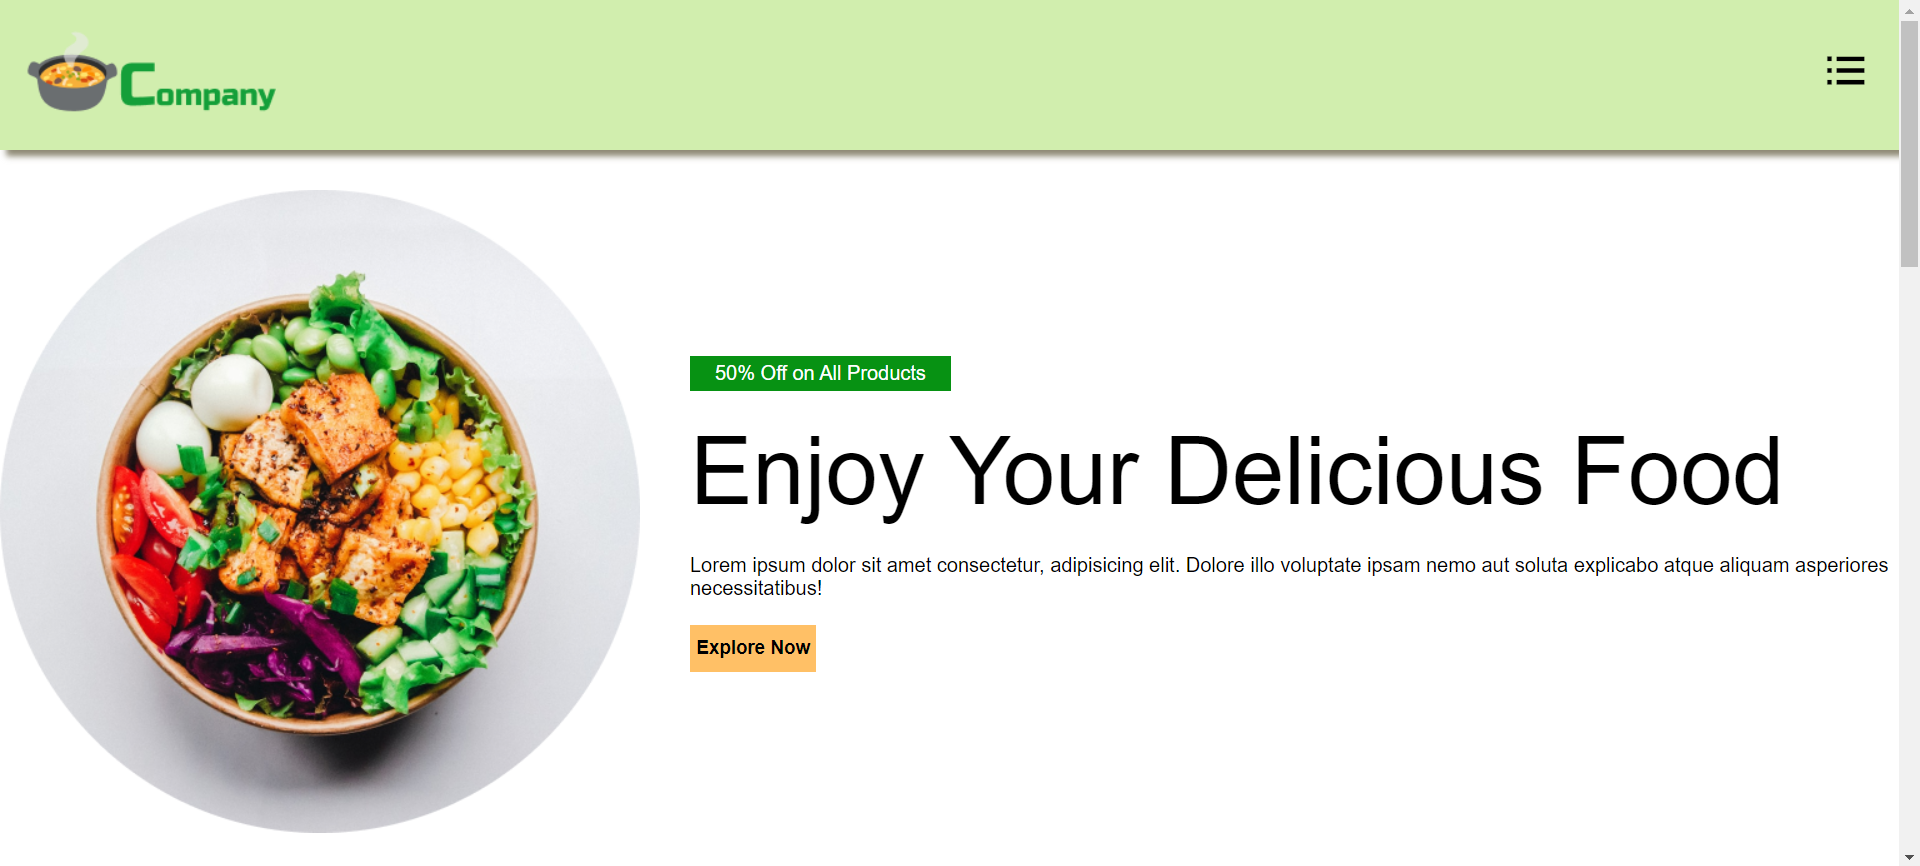 Company
50% Off on All Products
Enjoy Your Delicious Food
Lorem ipsum dolor sit amet consectetur, adipisicing elit. Dolore illo voluptate ipsam nemo aut soluta explicabo atque aliquam asperiores
necessitatibus!
Explore Now